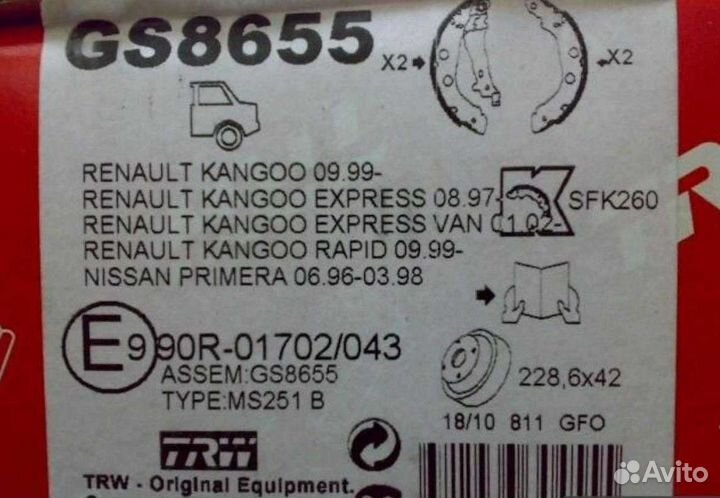 GS8655
X2
X2
RENAULT KANGOO 09.99-
RENAULT KANGOO EXPRESS 08.97-
SFK260
RENAULT KANGOO EXPRESS VAN 01.02-
RENAULT KANGOO RAPID 09.99-
NISSAN PRIMERA 06.96-03.98
E9 90R-01702/043
ASSEM:GS8655
TYPE:MS251 B
228,6x42
18/10 811 GFO
TRW
TRW - Original Equipment.
Avito